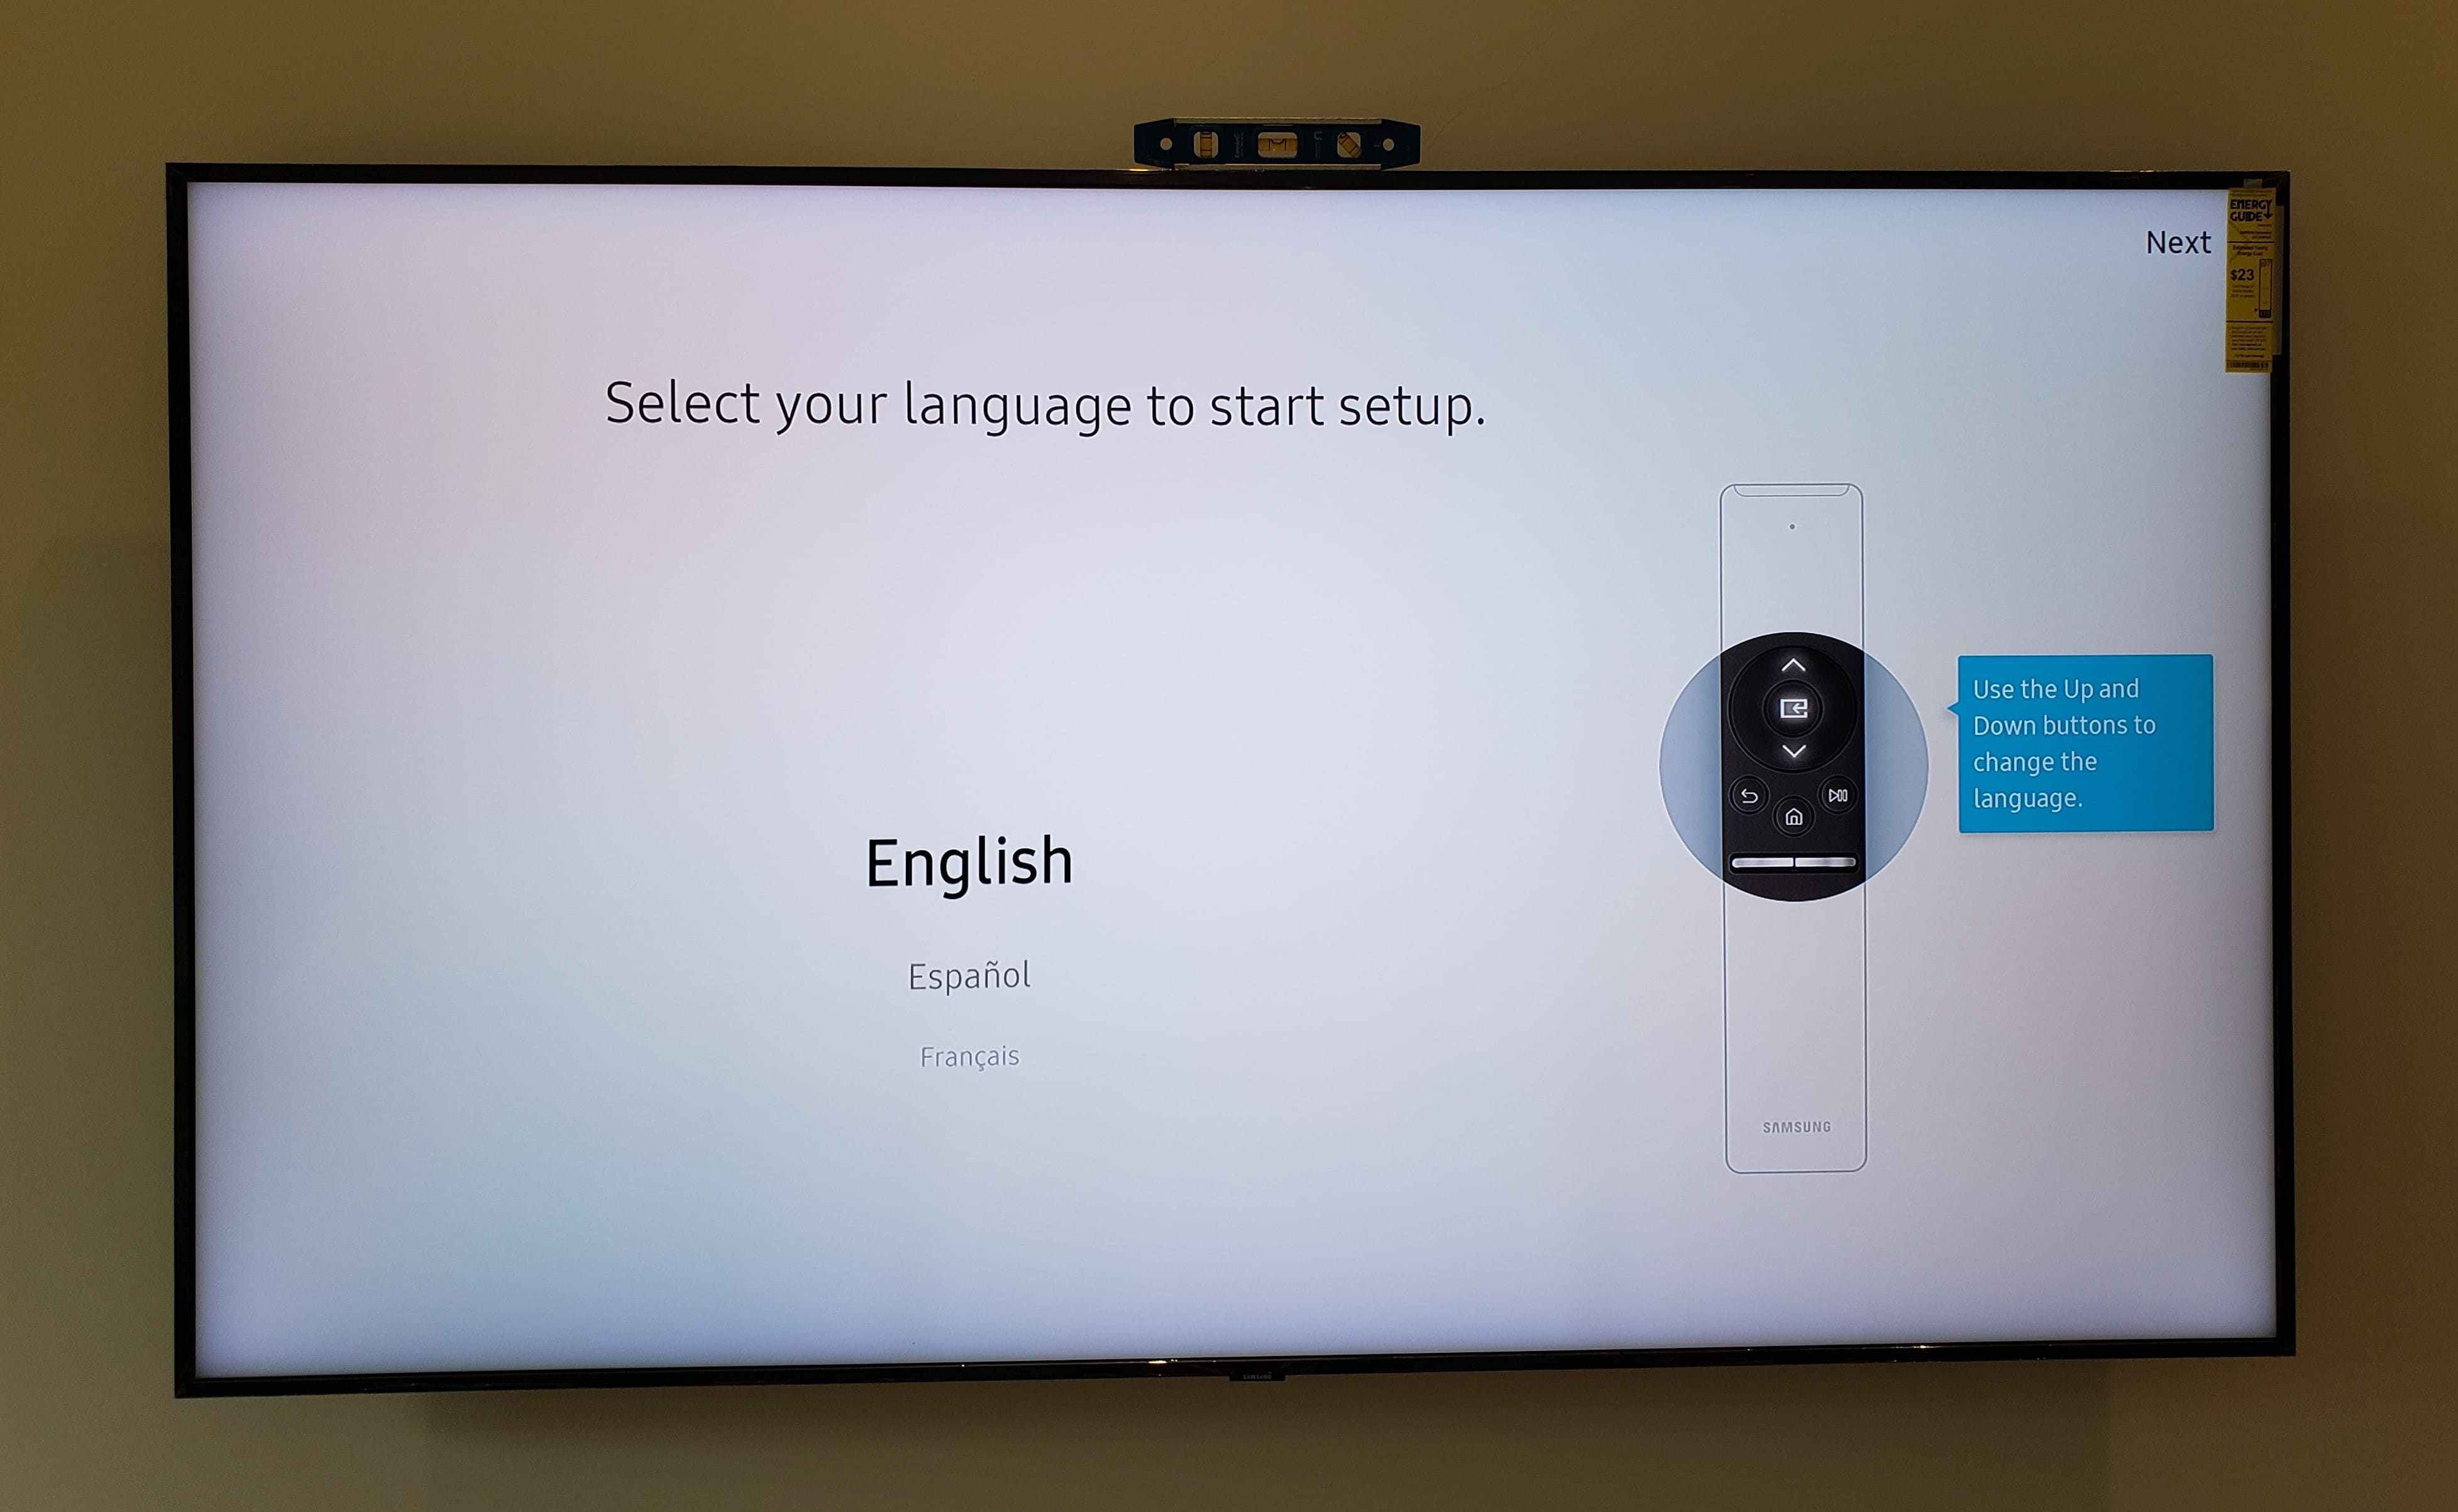 ENERGY
GUIDE
Next
$23
Select your language to start setup.
Use the Up and
Down buttons to
change the
language.
English
Español
Français
SAMSUNG
SAMSUNG